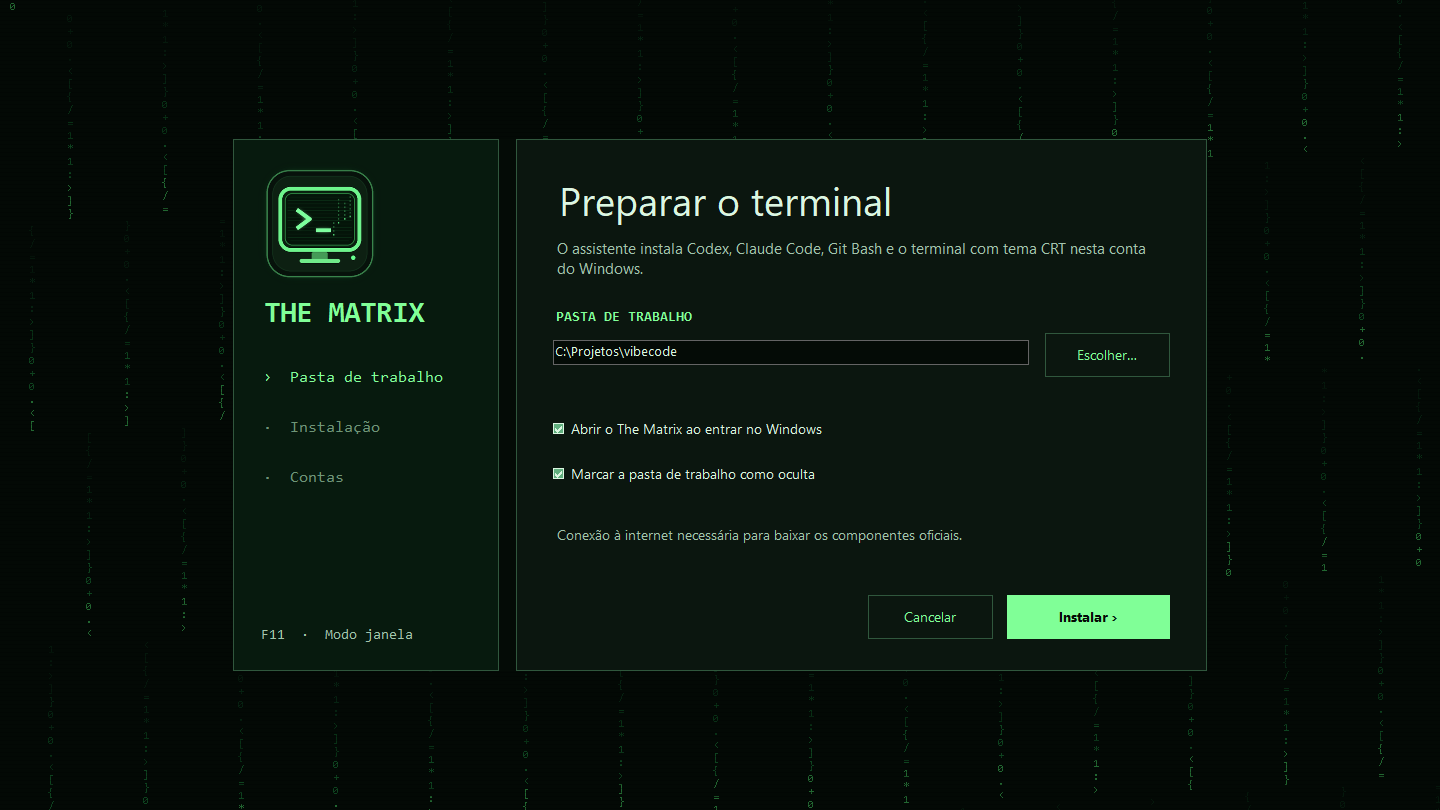 >_
THE MATRIX
› Pasta de trabalho
· Instalação
· Contas
F11 · Modo janela
Preparar o terminal
O assistente instala Codex, Claude Code, Git Bash e o terminal com tema CRT nesta conta
do Windows.
PASTA DE TRABALHO
C:\Projetos\vibecode
Escolher...
Abrir o The Matrix ao entrar no Windows
Marcar a pasta de trabalho como oculta
Conexão à internet necessária para baixar os componentes oficiais.
Cancelar
Instalar ›